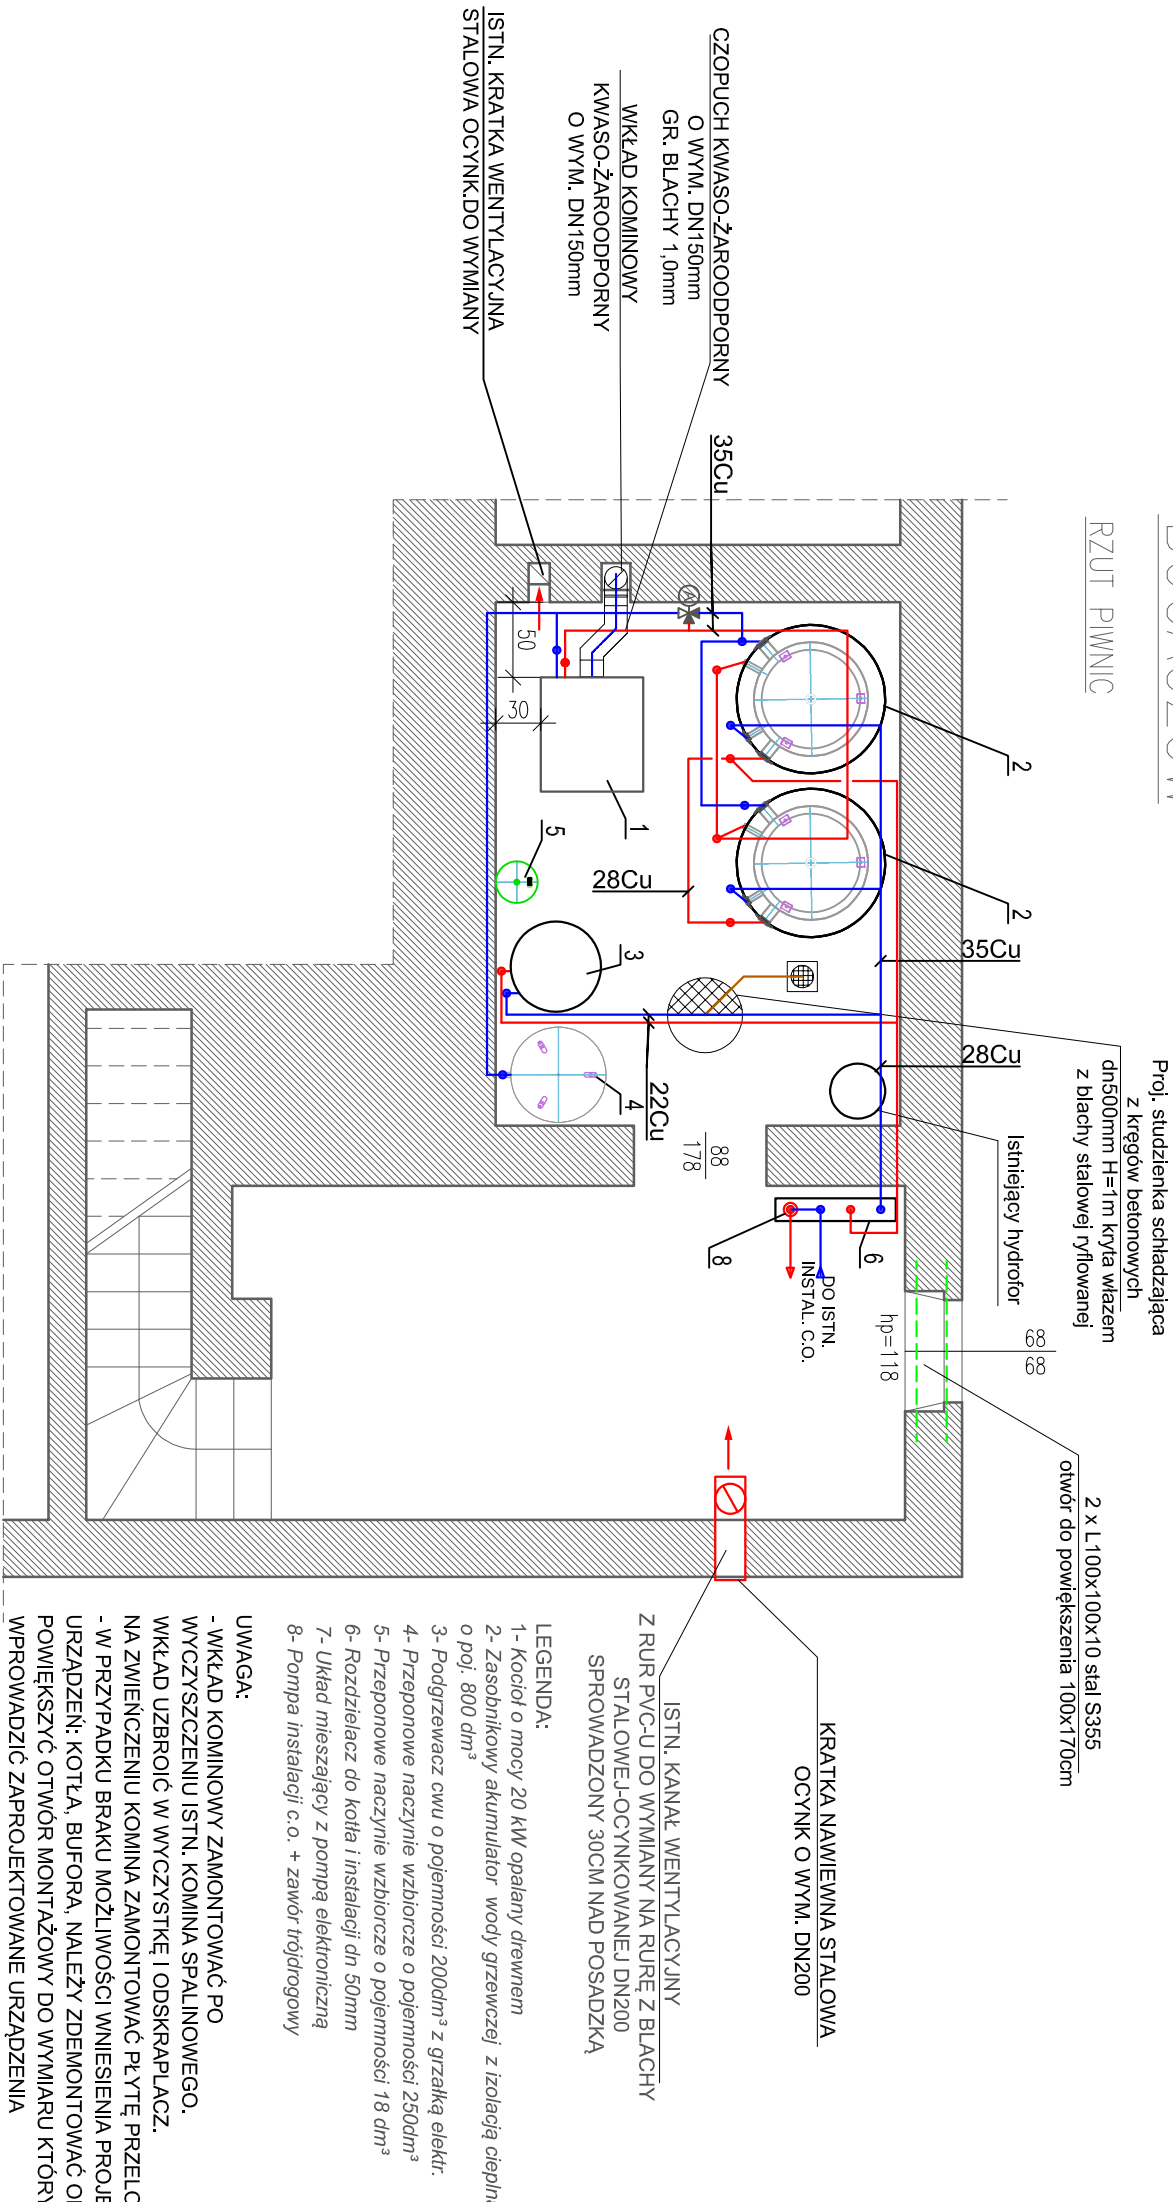 RZUT PIWNIC
CZOPUCH KWASO-ŻAROODPORNY
O WYM. DN150mm
GR. BLACHY 1,0mm
WKŁAD KOMINOWY
KWASO-ŻAROODPORNY
O WYM. DN150mm
ISTN. KRATKA WENTYLACYJNA
STALOWA OCYNK.DO WYMIANY
35Cu
A
50
30
1
2
2
5
28Cu
3
35Cu
28Cu
4
22Cu
88
178
Proj. studzienka schładzająca
z kręgów betonowych
dn500mm H=1m kryta włazem
z blachy stalowej ryflowanej
Istniejący hydrofor
6
8
DO ISTN.
INSTAL. C.O.
68
68
hp=118
2 x L100x100x10 stal S355
otwór do powiększenia 100x170cm
KRATKA NAWIEWNA STALOWA
OCYNK O WYM. DN200
ISTN. KANAŁ WENTYLACYJNY
Z RUR PVC-U DO WYMIANY NA RURĘ Z BLACHY
STALOWEJ-OCYNKOWANEJ DN200
SPROWADZONY 30CM NAD POSADZKĄ
LEGENDA:
1- Kocioł o mocy 20 kW opalany drewnem
2- Zasobnikowy akumulator wody grzewczej z izolacją cieplną
o poj. 800 dm³
3- Podgrzewacz cwu o pojemności 200dm³ z grzałką elektr.
4- Przeponowe naczynie wzbiorcze o pojemności 250dm³
5- Przeponowe naczynie wzbiorcze o pojemności 18 dm³
6- Rozdzielacz do kotła i instalacji dn 50mm
7- Układ mieszający z pompą elektroniczną
8- Pompa instalacji c.o. + zawór trójdrogowy
UWAGA:
- WKŁAD KOMINOWY ZAMONTOWAĆ PO
WYCZYSZCZENIU ISTN. KOMINA SPALINOWEGO.
WKŁAD UZBROIĆ W WYCZYSTKĘ I ODSKRAPLACZ.
NA ZWIEŃCZENIU KOMINA ZAMONTOWAĆ PŁYTĘ
- W PRZYPADKU BRAKU MOŻLIWOŚCI WNIESIENIA
URZĄDZEŃ: KOTŁA, BUFORA, NALEŻY ZDEMONTOWAĆ
POWIĘKSZYĆ OTWÓR MONTAŻOWY DO WYMIARU
WPROWADZIĆ ZAPROJEKTOWANE URZĄDZENIA